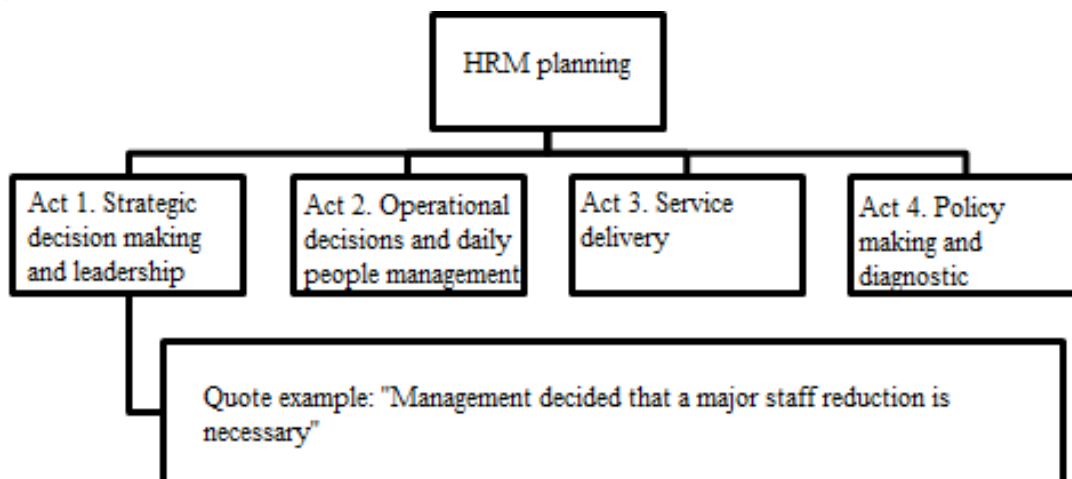 HRM planning
Act 1. Strategic
decision making
and leadership
Act 2. Operational
decisions and daily
people management
Act 3. Service
delivery
Act 4. Policy
making and
diagnostic
Quote example: "Management decided that a major staff reduction is
necessary"